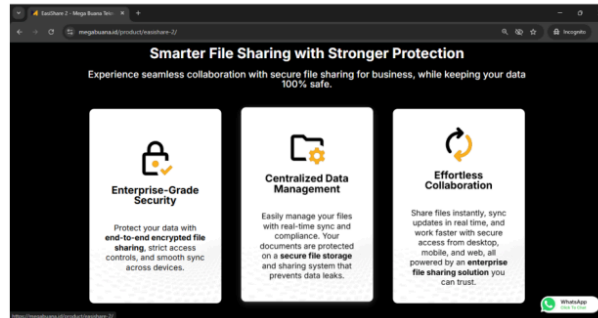 EasiShare 2 - Mega Buana Tekn
megabuana.id/product/easishare-2/
Incognito
Smarter File Sharing with Stronger Protection
Experience seamless collaboration with secure file sharing for business, while keeping your data
100% safe.
Enterprise-Grade
Security
Protect your data with
end-to-end encrypted file
sharing, strict access
controls, and smooth sync
across devices.
Centralized Data
Management
Easily manage your files
with real-time sync and
compliance. Your
documents are protected
on a secure file storage
and sharing system that
prevents data leaks.
Effortless
Collaboration
Share files instantly, sync
updates in real time, and
work faster with secure
access from desktop,
mobile, and web, all
powered by an enterprise
file sharing solution you
can trust.
WhatsApp
Click To Chat
https://megabuana.id/product/easishare-2/